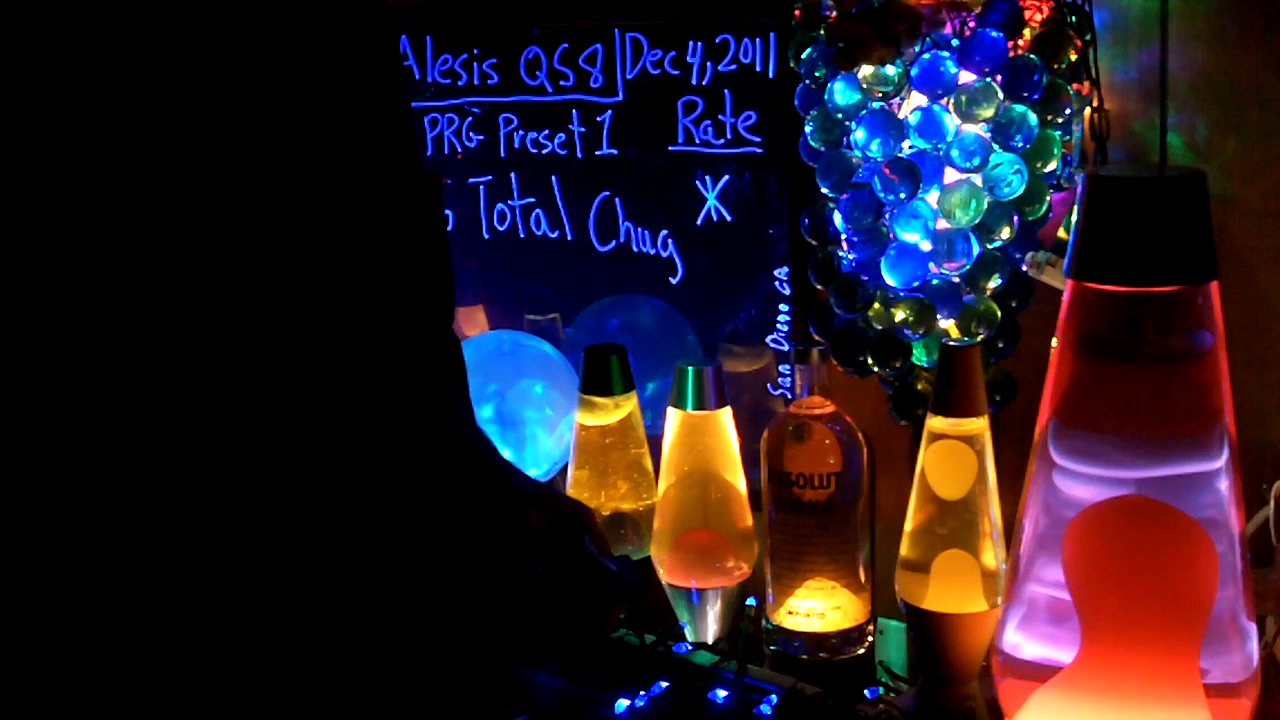 Alesis QS8 | Dec 4, 2011
PRG Preset 1 Rate
Total Chug *
San Diego CA
ABSOLUT